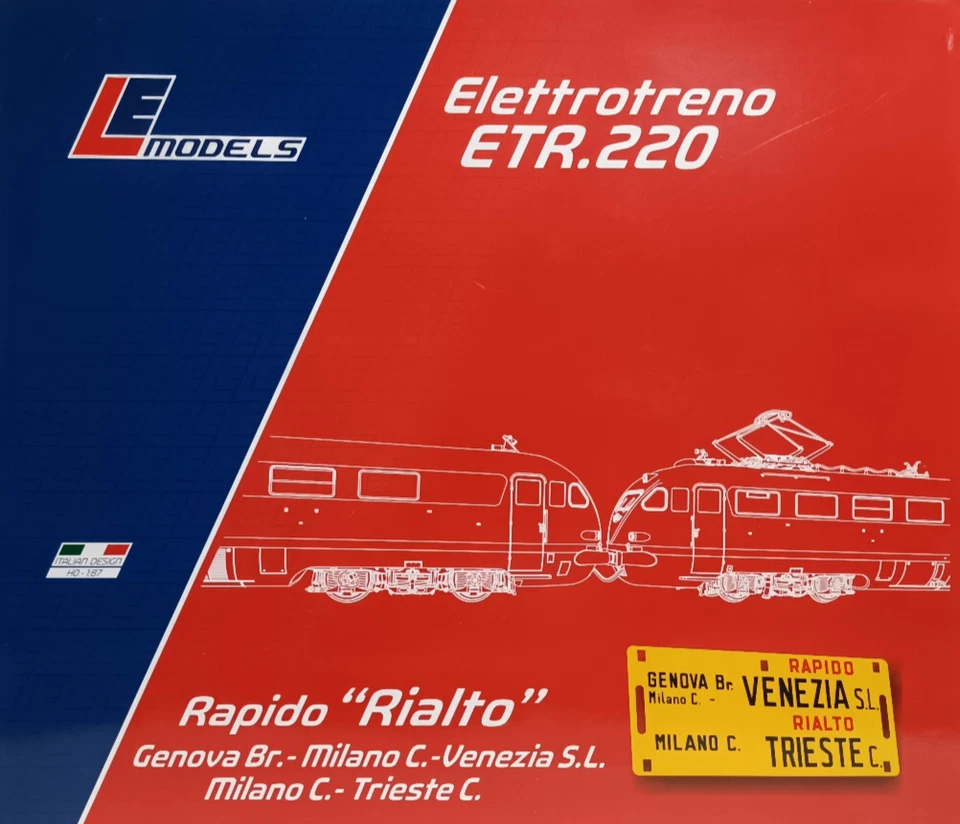 LE MODELS
Elettrotreno
ETR.220
ITALIAN DESIGN
HO - 1:87
Rapido "Rialto"
Genova Br.- Milano C.-Venezia S.L.
Milano C.- Trieste C.
RAPIDO
GENOVA Br. VENEZIA S.L.
Milano C. -
RIALTO
MILANO C. TRIESTE C.